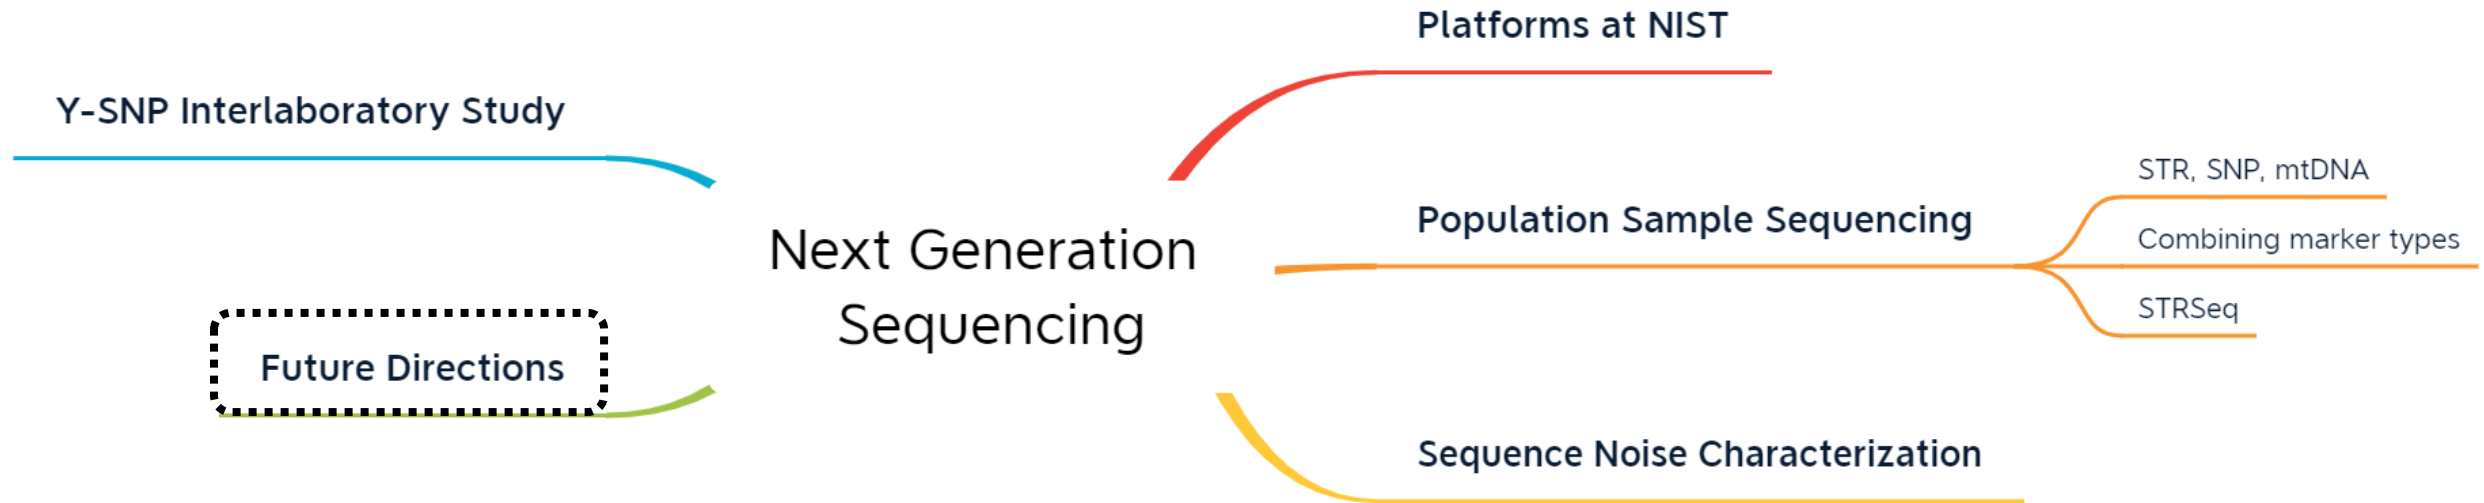 Platforms at NIST
Y-SNP Interlaboratory Study
STR, SNP, mtDNA
Population Sample Sequencing
Combining marker types
STRSeq
Next Generation
Sequencing
Future Directions
Sequence Noise Characterization